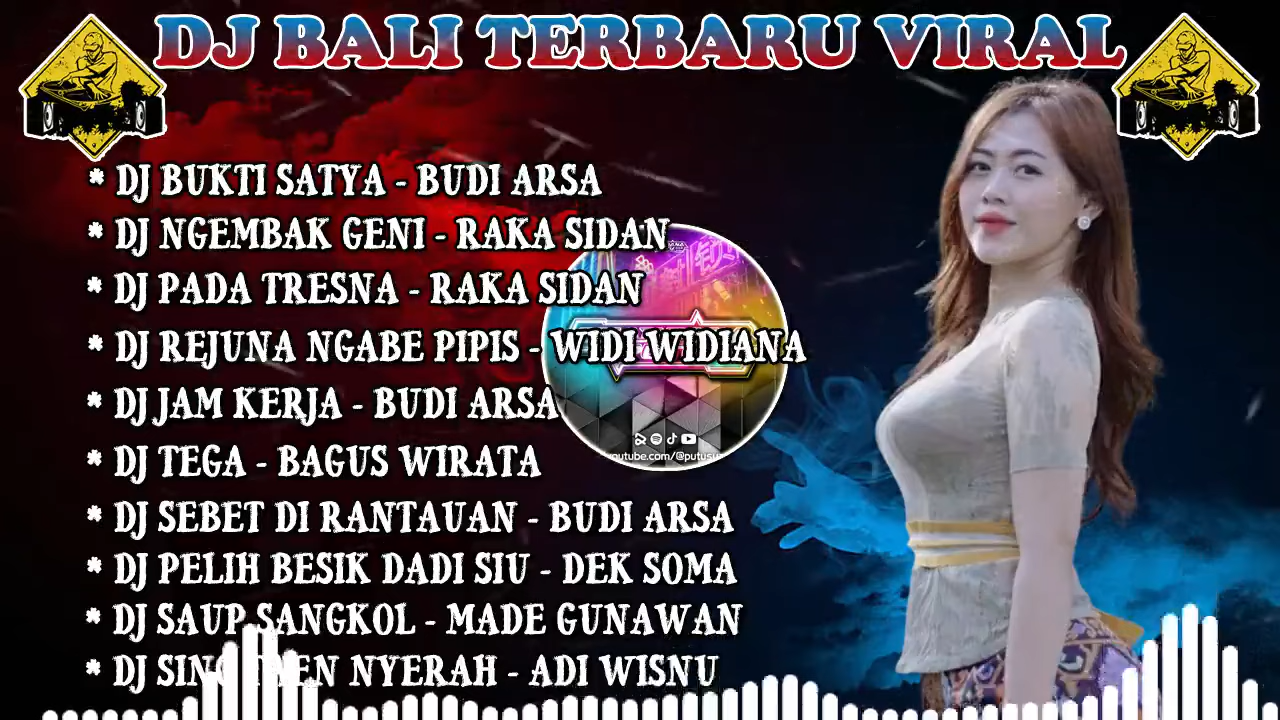 DJ BALI TERBARU VIRAL
* DJ BUKTI SATYA - BUDI ARSA
* DJ NGEMBAK GENI - RAKA SIDAN
* DJ PADA TRESNA - RAKA SIDAN
* DJ REJUNA NGABE PIPIS - WIDI WIDIANA
* DJ JAM KERJA - BUDI ARSA
* DJ TEGA - BAGUS WIRATA
* DJ SEBET DI RANTAUAN - BUDI ARSA
* DJ PELIH BESIK DADI SIU - DEK SOMA
* DJ SAUP SANGKOL - MADE GUNAWAN
* DJ NYERAH - ADI WISNU